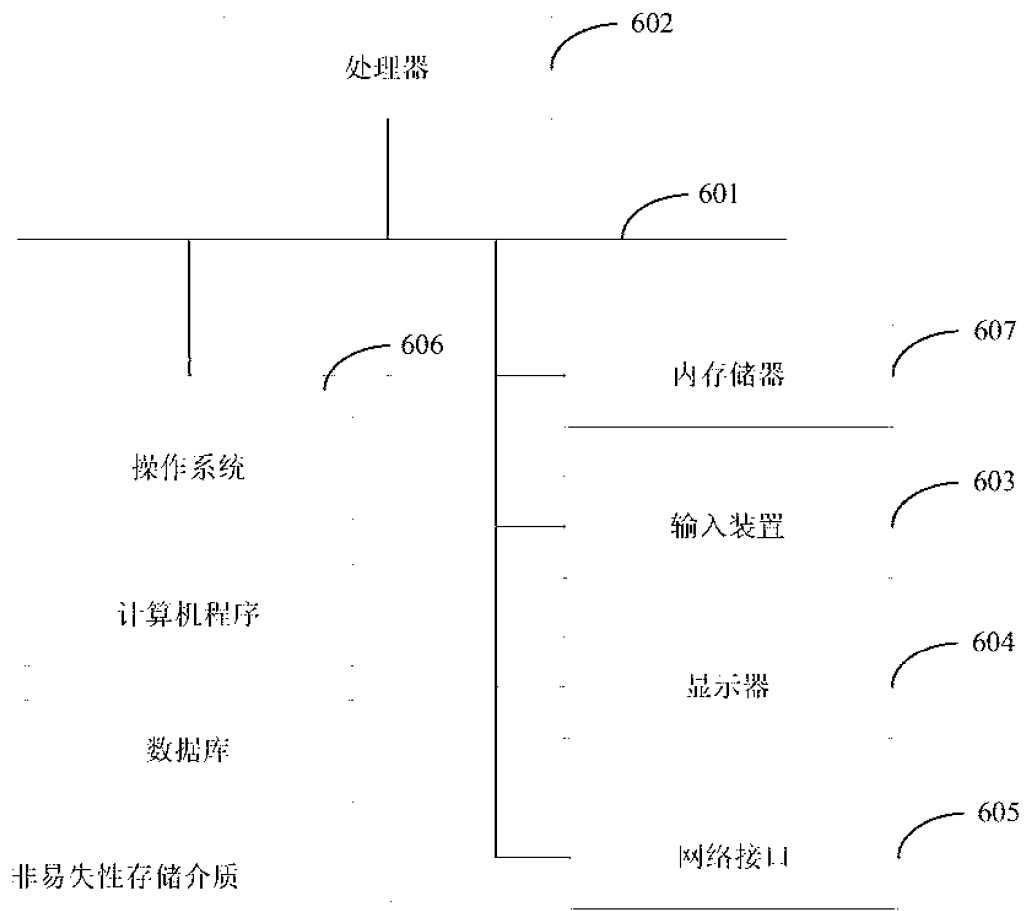 602
处理器
601
606
607
内存储器
操作系统
603
输入装置
计算机程序
604
显示器
数据库
605
网络接口
非易失性存储介质